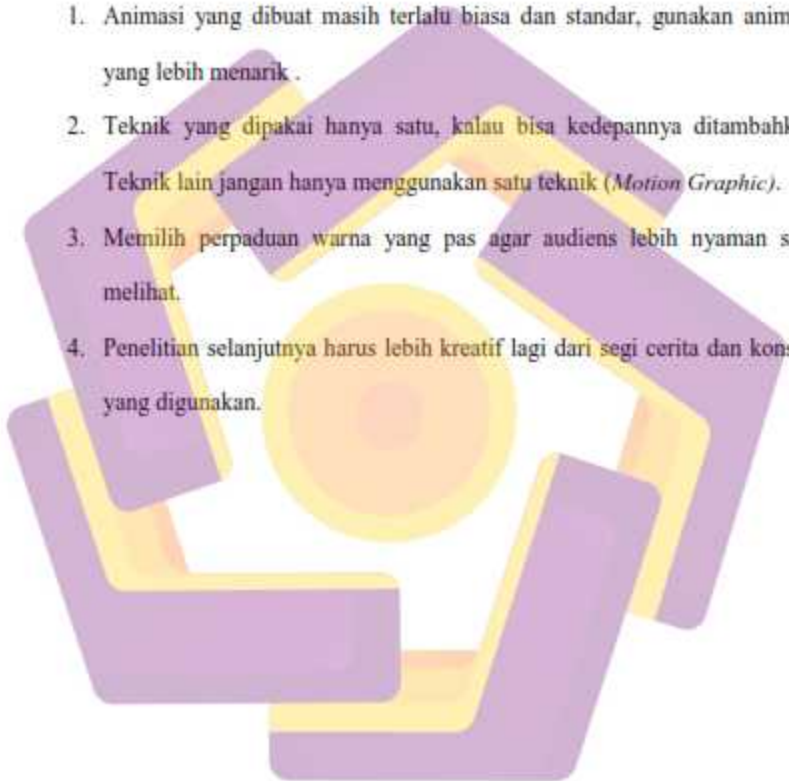 1. Animasi yang dibuat masih terlalu biasa dan standar, gunakan anim
yang lebih menarik .
2. Teknik yang dipakai hanya satu, kalau bisa kedepannya ditambahk
Teknik lain jangan hanya menggunakan satu teknik (Motion Graphic).
3. Memilih perpaduan warna yang pas agar audiens lebih nyaman s
melihat.
4. Penelitian selanjutnya harus lebih kreatif lagi dari segi cerita dan kons
yang digunakan.